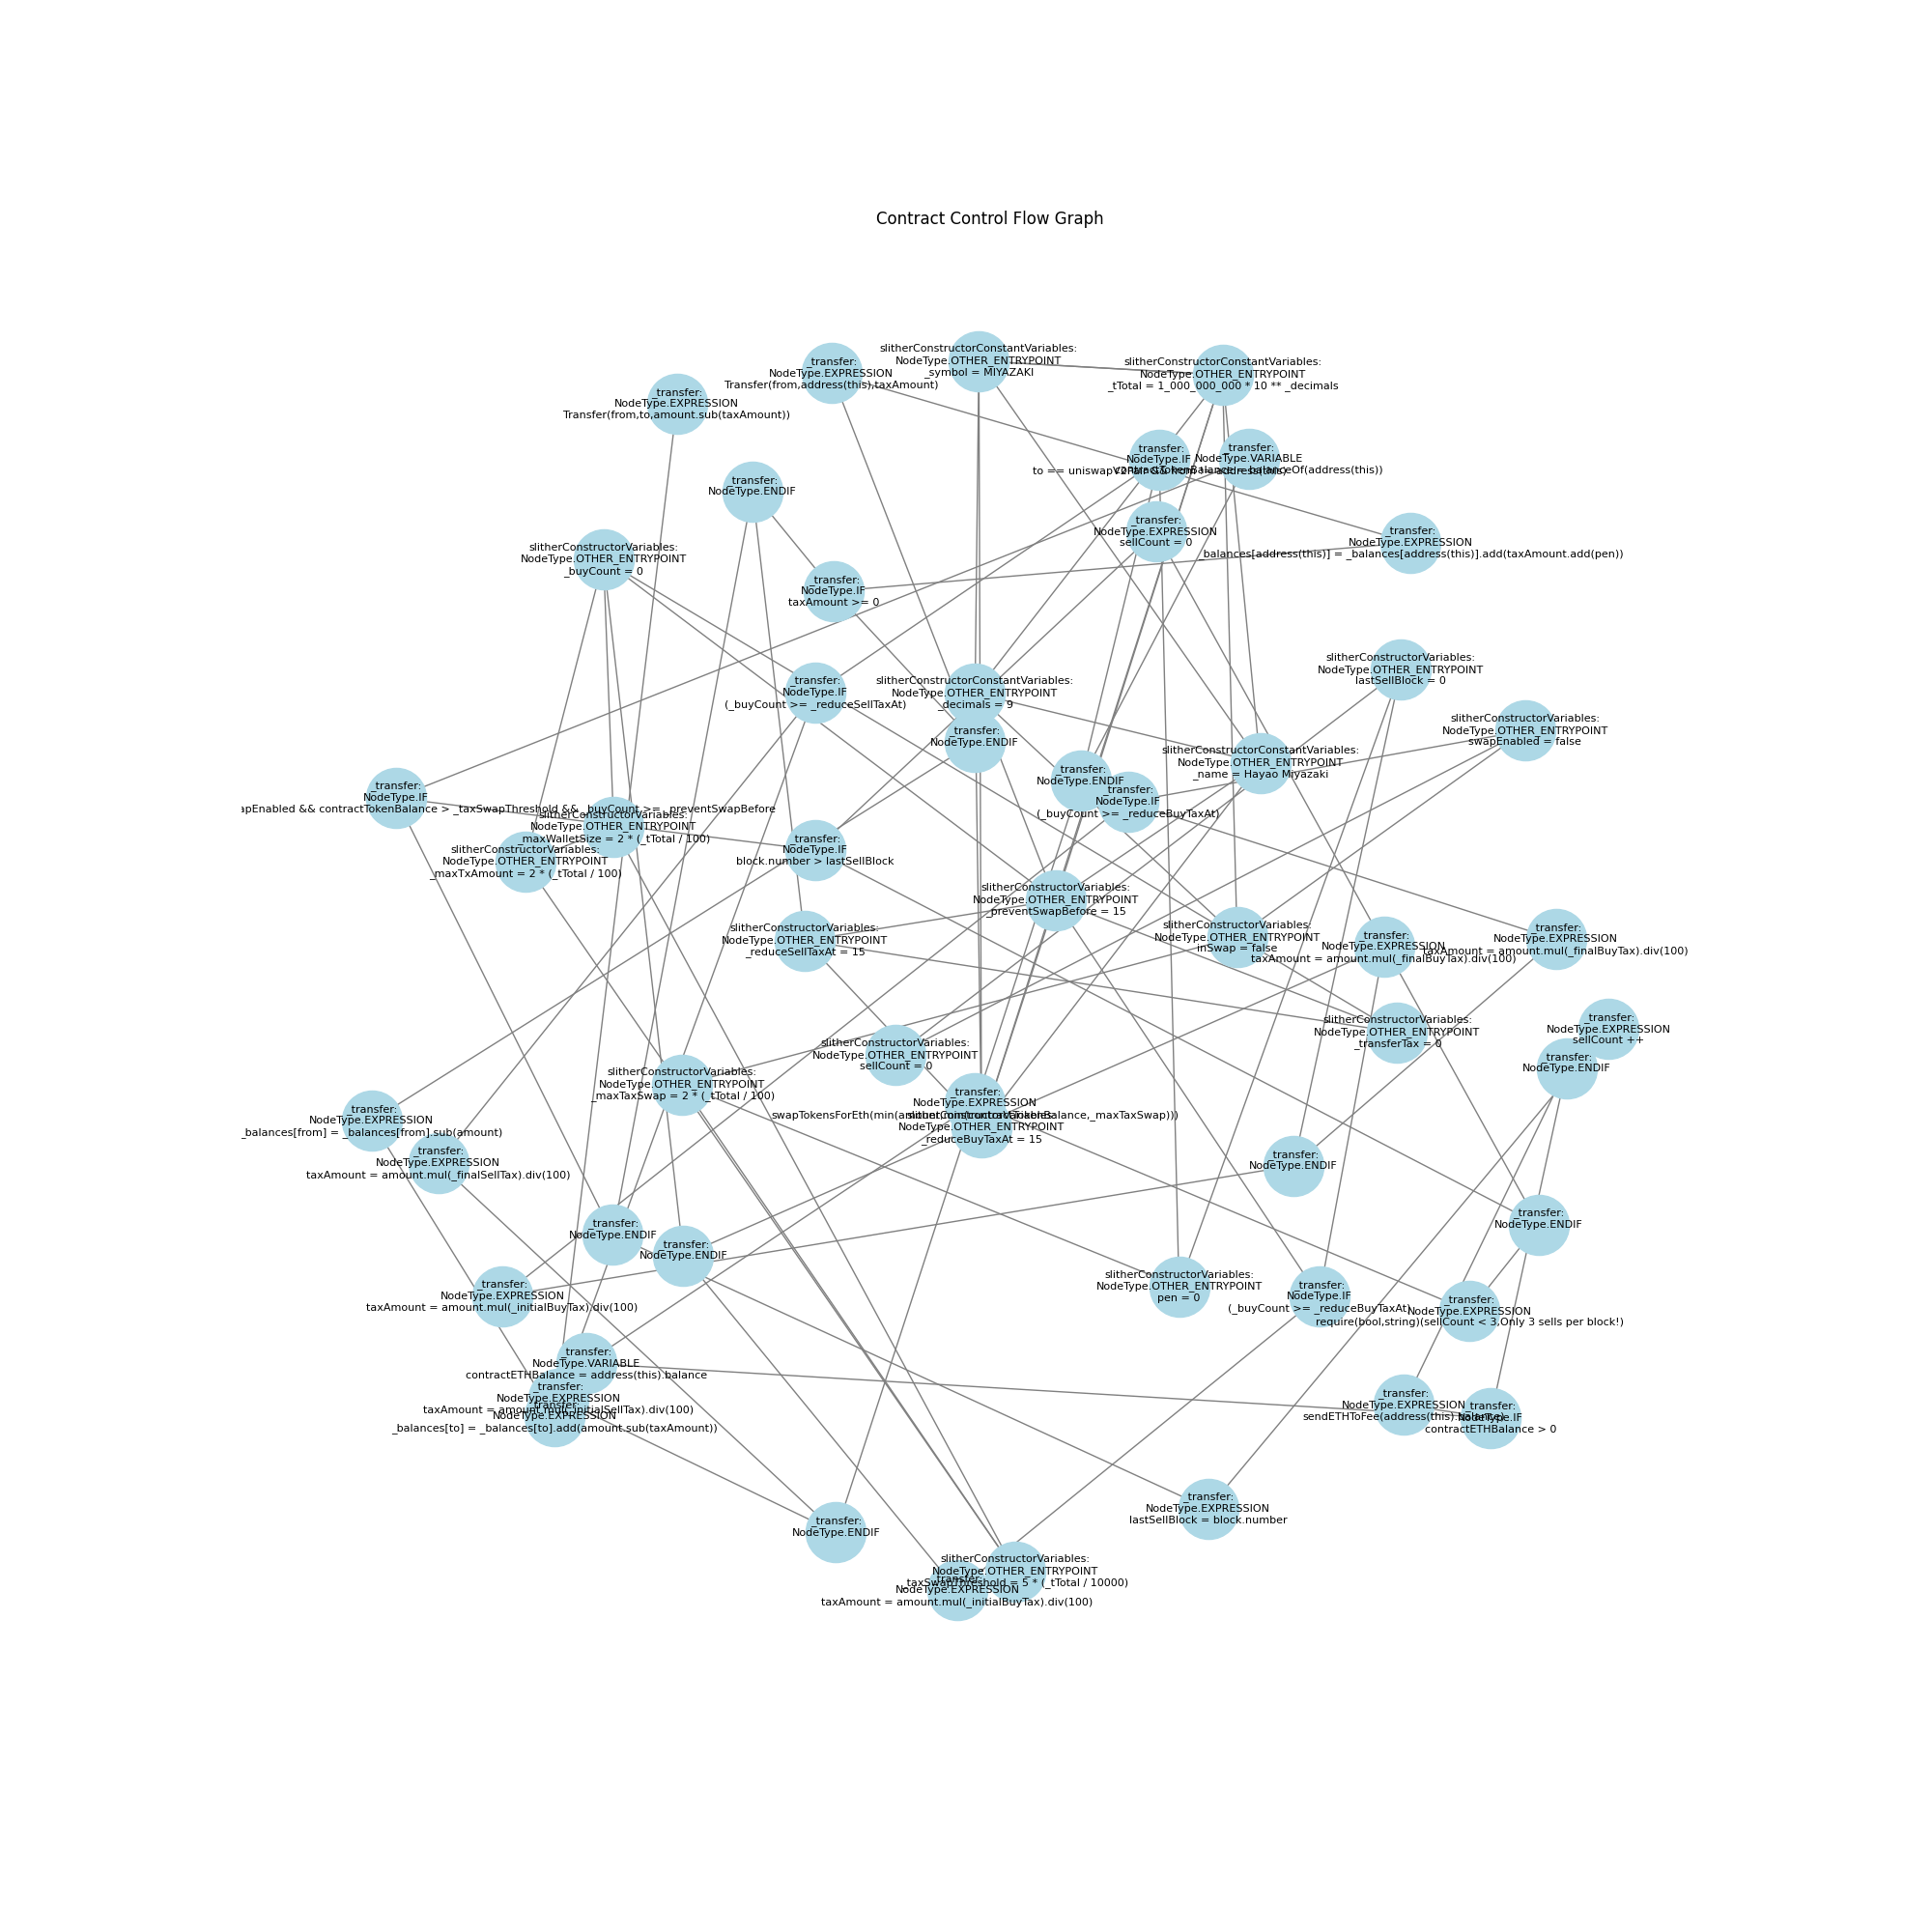 Contract Control Flow Graph
slitherConstructorConstantVariables:
NodeType.OTHER_ENTRYPOINT
_symbol = MIYAZAKI
_transfer:
NodeType.EXPRESSION
Transfer(from,address(this),taxAmount)
slitherConstructorConstantVariables:
NodeType.OTHER_ENTRYPOINT
_tTotal = 1_000_000_000 * 10 ** _decimals
_transfer:
NodeType.EXPRESSION
Transfer(from,to,amount.sub(taxAmount))
_transfer:
NodeType.IF
to == uniswapV2Pair && from != address(this)
_transfer:
NodeType.VARIABLE
contractTokenBalance = balanceOf(address(this))
_transfer:
NodeType.ENDIF
_transfer:
NodeType.EXPRESSION
sellCount = 0
_transfer:
NodeType.EXPRESSION
_balances[address(this)] = _balances[address(this)].add(taxAmount.add(pen))
slitherConstructorVariables:
NodeType.OTHER_ENTRYPOINT
_buyCount = 0
_transfer:
NodeType.IF
taxAmount >= 0
slitherConstructorVariables:
NodeType.OTHER_ENTRYPOINT
lastSellBlock = 0
_transfer:
NodeType.IF
(_buyCount >= _reduceSellTaxAt)
slitherConstructorConstantVariables:
NodeType.OTHER_ENTRYPOINT
_decimals = 9
slitherConstructorVariables:
NodeType.OTHER_ENTRYPOINT
swapEnabled = false
_transfer:
NodeType.ENDIF
slitherConstructorConstantVariables:
NodeType.OTHER_ENTRYPOINT
_name = Hayao Miyazaki
_transfer:
NodeType.ENDIF
_transfer:
NodeType.IF
(_buyCount >= _reduceBuyTaxAt)
_transfer:
NodeType.IF
apEnabled && contractTokenBalance > _taxSwapThreshold && _buyCount >= _preventSwapBefore
slitherConstructorVariables:
NodeType.OTHER_ENTRYPOINT
_maxWalletSize = 2 * (_tTotal / 100)
slitherConstructorVariables:
NodeType.OTHER_ENTRYPOINT
_maxTxAmount = 2 * (_tTotal / 100)
_transfer:
NodeType.IF
block.number > lastSellBlock
slitherConstructorVariables:
NodeType.OTHER_ENTRYPOINT
_preventSwapBefore = 15
slitherConstructorVariables:
NodeType.OTHER_ENTRYPOINT
_reduceSellTaxAt = 15
slitherConstructorVariables:
NodeType.OTHER_ENTRYPOINT
inSwap = false
_transfer:
NodeType.EXPRESSION
taxAmount = amount.mul(_finalBuyTax).div(100)
_transfer:
NodeType.EXPRESSION
taxAmount = amount.mul(_finalBuyTax).div(100)
slitherConstructorVariables:
NodeType.OTHER_ENTRYPOINT
_transferTax = 0
_transfer:
NodeType.EXPRESSION
sellCount ++
_transfer:
NodeType.ENDIF
slitherConstructorVariables:
NodeType.OTHER_ENTRYPOINT
sellCount = 0
slitherConstructorVariables:
NodeType.OTHER_ENTRYPOINT
_maxTaxSwap = 2 * (_tTotal / 100)
_transfer:
NodeType.EXPRESSION
swapTokensForEth(min(amount,min(contractTokenBalance,_maxTaxSwap)))
slitherConstructorVariables:
NodeType.OTHER_ENTRYPOINT
_reduceBuyTaxAt = 15
_transfer:
NodeType.EXPRESSION
_balances[from] = _balances[from].sub(amount)
_transfer:
NodeType.EXPRESSION
taxAmount = amount.mul(_finalSellTax).div(100)
_transfer:
NodeType.ENDIF
_transfer:
NodeType.ENDIF
_transfer:
NodeType.ENDIF
_transfer:
NodeType.ENDIF
_transfer:
NodeType.EXPRESSION
taxAmount = amount.mul(_initialBuyTax).div(100)
slitherConstructorVariables:
NodeType.OTHER_ENTRYPOINT
pen = 0
_transfer:
NodeType.IF
(_buyCount >= _reduceBuyTaxAt)
_transfer:
NodeType.EXPRESSION
require(bool,string)(sellCount < 3,Only 3 sells per block!)
_transfer:
NodeType.VARIABLE
contractETHBalance = address(this).balance
_transfer:
NodeType.EXPRESSION
taxAmount = amount.mul(_initialSellTax).div(100)
_transfer:
NodeType.EXPRESSION
_balances[to] = _balances[to].add(amount.sub(taxAmount))
_transfer:
NodeType.EXPRESSION
sendETHToFee(address(this).balance)
_transfer:
NodeType.IF
contractETHBalance > 0
_transfer:
NodeType.EXPRESSION
lastSellBlock = block.number
_transfer:
NodeType.ENDIF
slitherConstructorVariables:
NodeType.OTHER_ENTRYPOINT
_taxSwapThreshold = 5 * (_tTotal / 10000)
_transfer:
NodeType.EXPRESSION
taxAmount = amount.mul(_initialBuyTax).div(100)